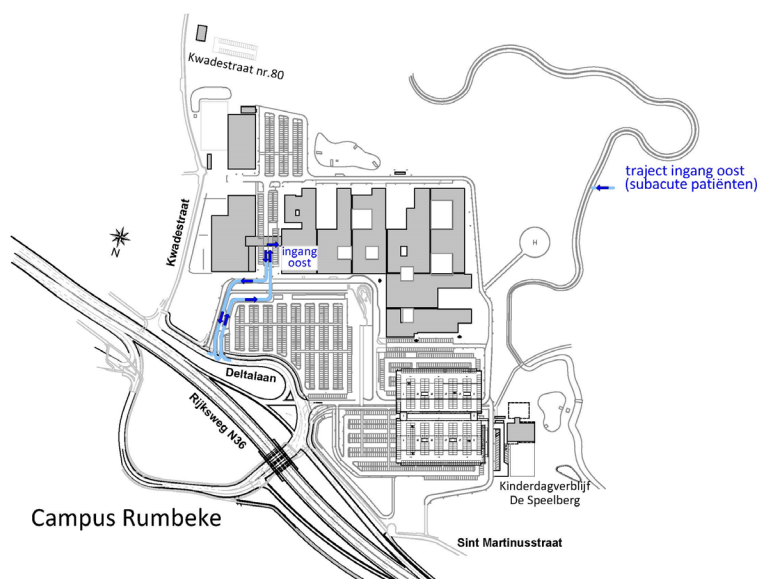 Kwadestraat nr.80
traject ingang oost
(subacute patiënten)
Kwadestraat
N
ingang
oost
H
Deltalaan
Rijksweg N36
Kinderdagverblijf
De Speelberg
Campus Rumbeke
Sint Martinusstraat